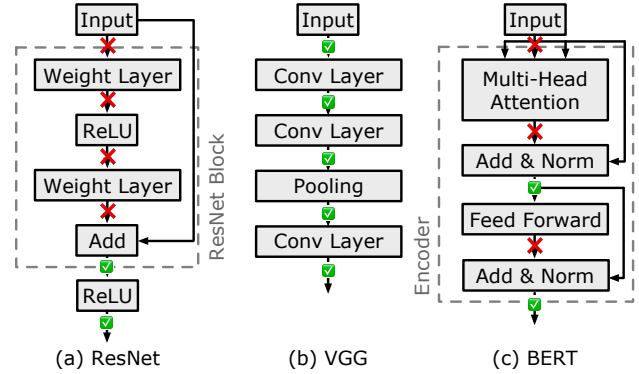 Input
Weight Layer
ReLU
Weight Layer
Add
ReLU
ResNet Block
(a) ResNet
Input
Conv Layer
Conv Layer
Pooling
Conv Layer
(b) VGG
Input
Multi-Head
Attention
Add & Norm
Feed Forward
Add & Norm
Encoder
(c) BERT